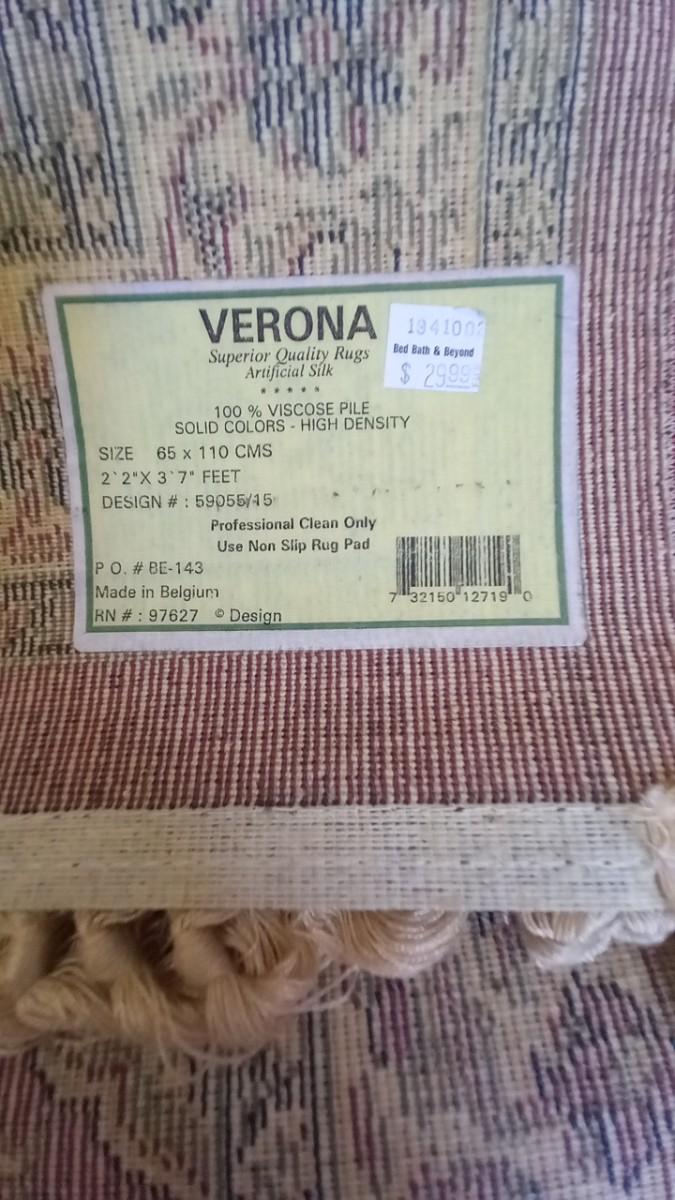 VERONA
Superior Quality Rugs
Artificial Silk
* * * * *
100 % VISCOSE PILE
SOLID COLORS - HIGH DENSITY
SIZE 65 x 110 CMS
2`2"X 3`7" FEET
DESIGN # : 59055/15
Professional Clean Only
Use Non Slip Rug Pad
P O. # BE-143
Made in Belgium
RN # : 97627 © Design
7 32150 12719 0
Bed Bath & Beyond
$ 29.99